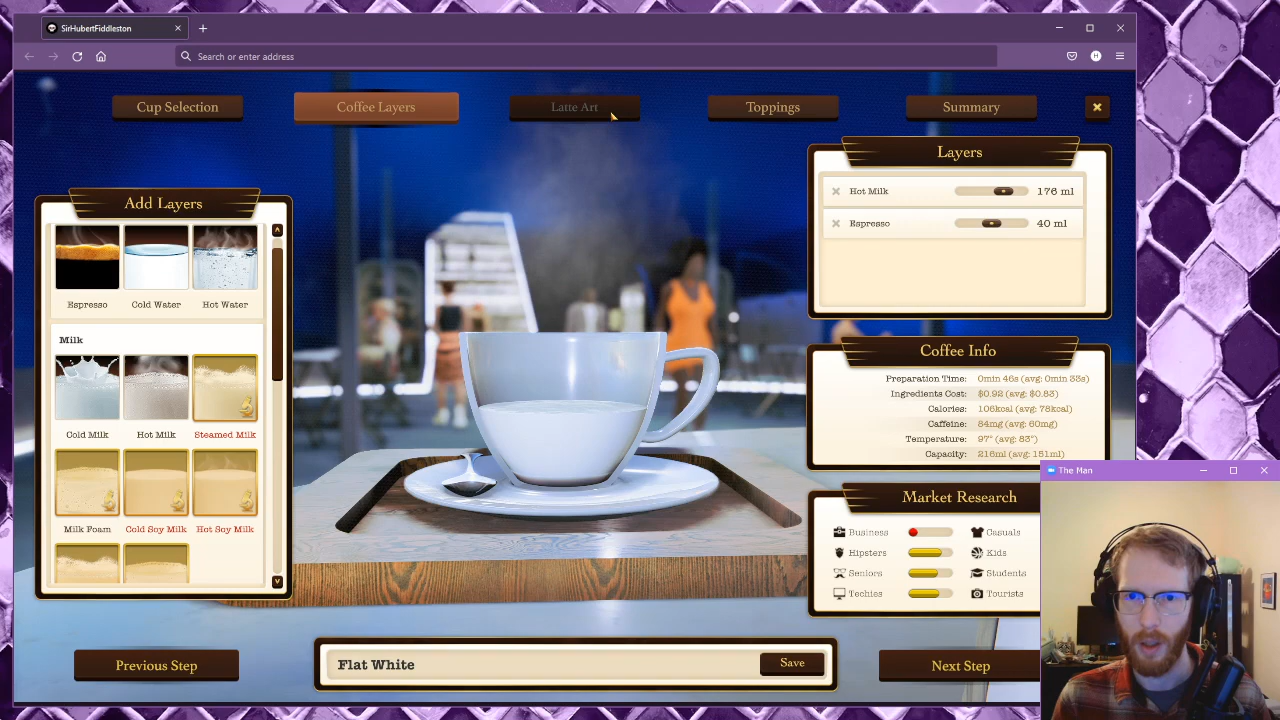 SirHubertFiddleston
Search or enter address
H
Cup Selection
Coffee Layers
Latte Art
Toppings
Summary
Add Layers
Espresso
Cold Water
Hot Water
Milk
Cold Milk
Hot Milk
Steamed Milk
Milk Foam
Cold Soy Milk
Hot Soy Milk
Layers
Hot Milk 176 ml
Espresso 40 ml
Coffee Info
Preparation Time: 0min 46s (avg: 0min 33s)
Ingredients Cost: $0.92 (avg: $0.83)
Calories: 106kcal (avg: 78kcal)
Caffeine: 84mg (avg: 60mg)
Temperature: 97° (avg: 83°)
Capacity: 216ml (avg: 151ml)
Market Research
Business Casuals
Hipsters Kids
Seniors Students
Techies Tourists
Previous Step
Flat White
Save
Next Step
The Man